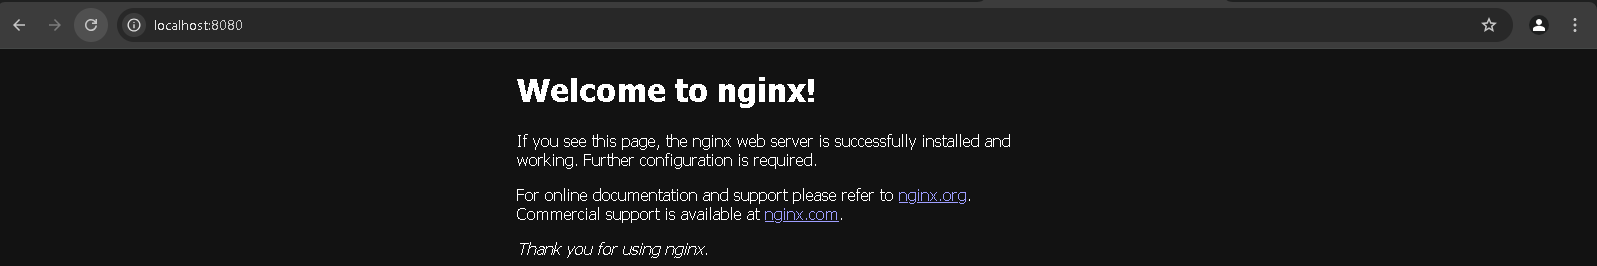 localhost:8080
Welcome to nginx!
If you see this page, the nginx web server is successfully installed and
working. Further configuration is required.
For online documentation and support please refer to nginx.org.
Commercial support is available at nginx.com.
Thank you for using nginx.